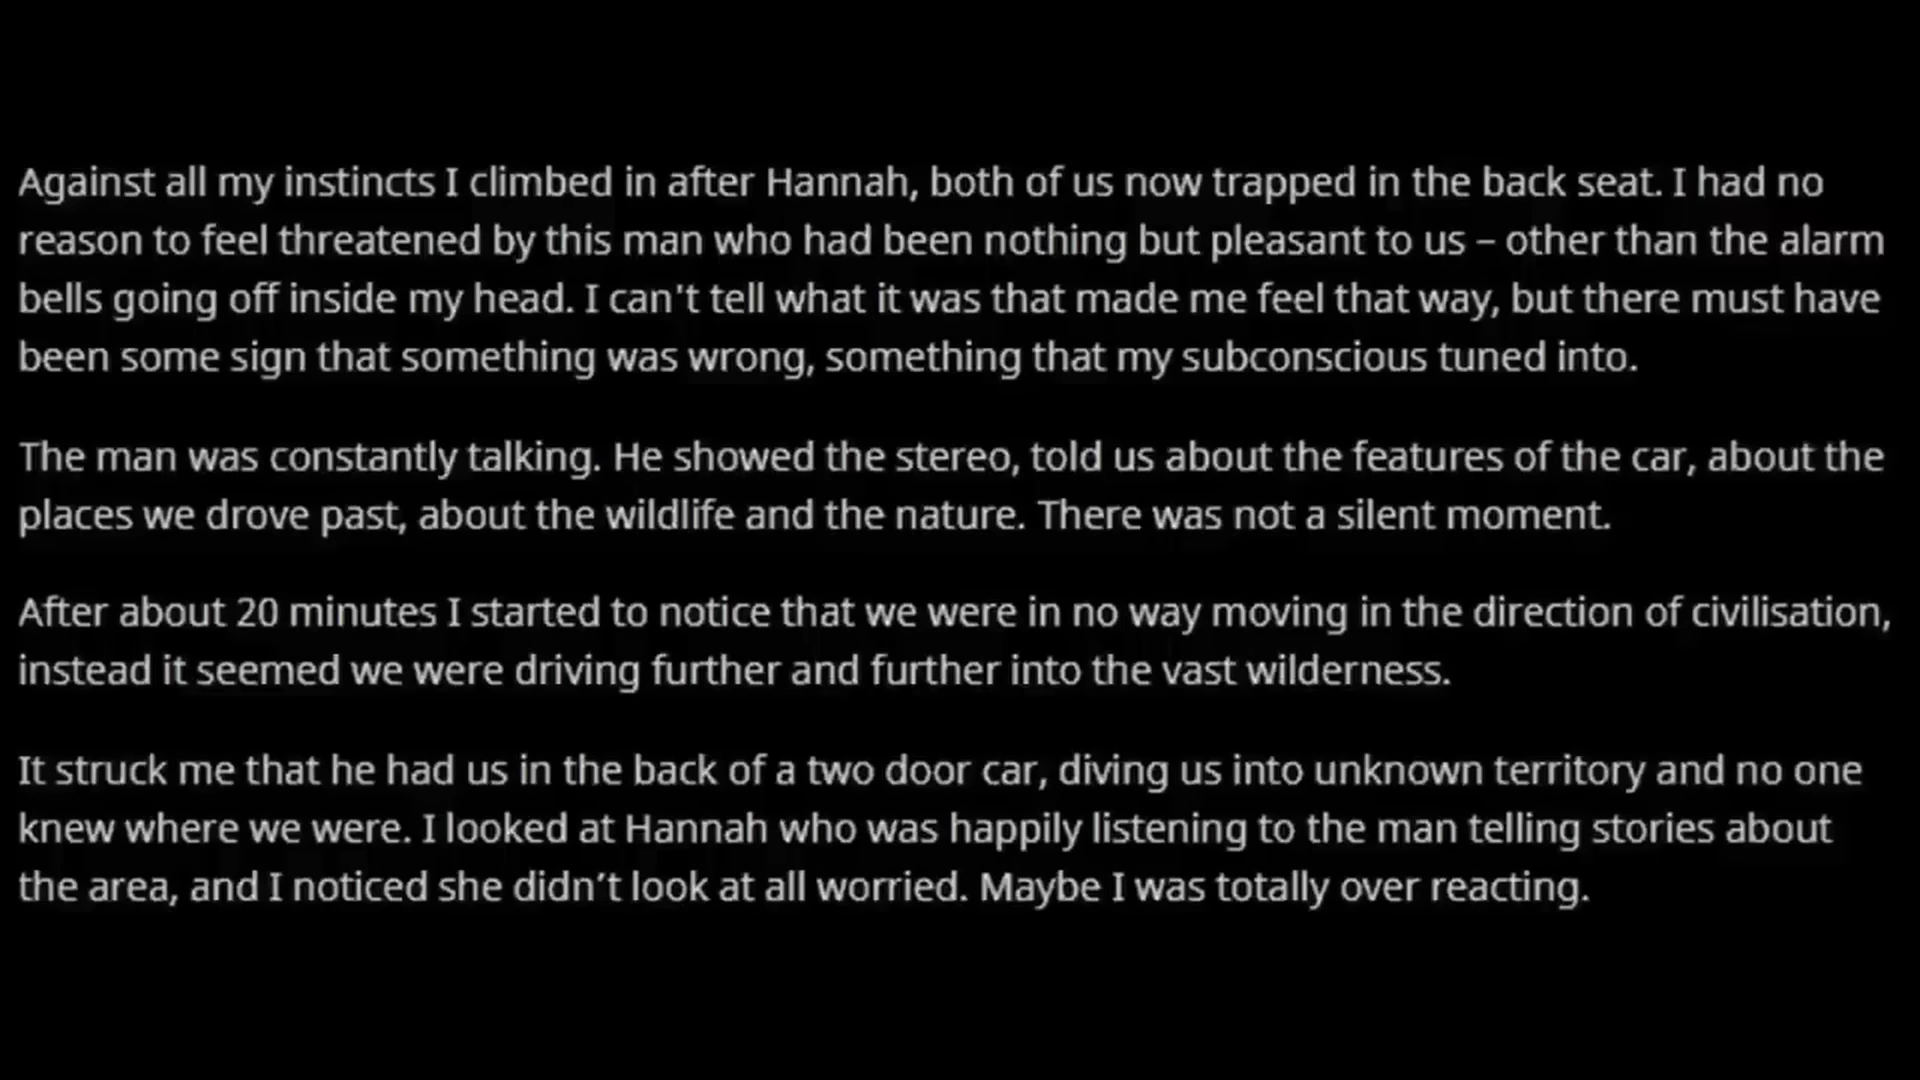 Against all my instincts I climbed in after Hannah, both of us now trapped in the back seat. I had no
reason to feel threatened by this man who had been nothing but pleasant to us – other than the alarm
bells going off inside my head. I can't tell what it was that made me feel that way, but there must have
been some sign that something was wrong, something that my subconscious tuned into.
The man was constantly talking. He showed the stereo, told us about the features of the car, about the
places we drove past, about the wildlife and the nature. There was not a silent moment.
After about 20 minutes I started to notice that we were in no way moving in the direction of civilisation,
instead it seemed we were driving further and further into the vast wilderness.
It struck me that he had us in the back of a two door car, diving us into unknown territory and no one
knew where we were. I looked at Hannah who was happily listening to the man telling stories about
the area, and I noticed she didn’t look at all worried. Maybe I was totally over reacting.